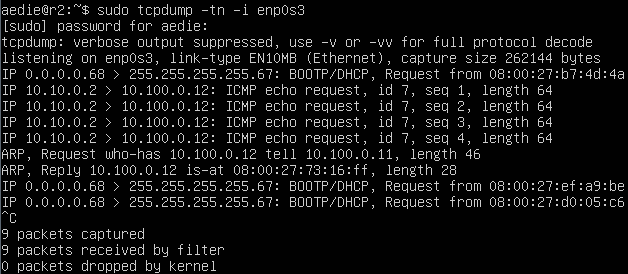 aedie@r2:~$ sudo tcpdump -tn -i enp0s3
[sudo] password for aedie:
tcpdump: verbose output suppressed, use -v or -vv for full protocol decode
listening on enp0s3, link-type EN10MB (Ethernet), capture size 262144 bytes
IP 0.0.0.0.68 > 255.255.255.255.67: BOOTP/DHCP, Request from 08:00:27:b7:4d:4a
IP 10.10.0.2 > 10.100.0.12: ICMP echo request, id 7, seq 1, length 64
IP 10.10.0.2 > 10.100.0.12: ICMP echo request, id 7, seq 2, length 64
IP 10.10.0.2 > 10.100.0.12: ICMP echo request, id 7, seq 3, length 64
IP 10.10.0.2 > 10.100.0.12: ICMP echo request, id 7, seq 4, length 64
ARP, Request who-has 10.100.0.12 tell 10.100.0.11, length 46
ARP, Reply 10.100.0.12 is-at 08:00:27:73:16:ff, length 28
IP 0.0.0.0.68 > 255.255.255.255.67: BOOTP/DHCP, Request from 08:00:27:ef:a9:be
IP 0.0.0.0.68 > 255.255.255.255.67: BOOTP/DHCP, Request from 08:00:27:d0:05:c6
^C
9 packets captured
9 packets received by filter
0 packets dropped by kernel